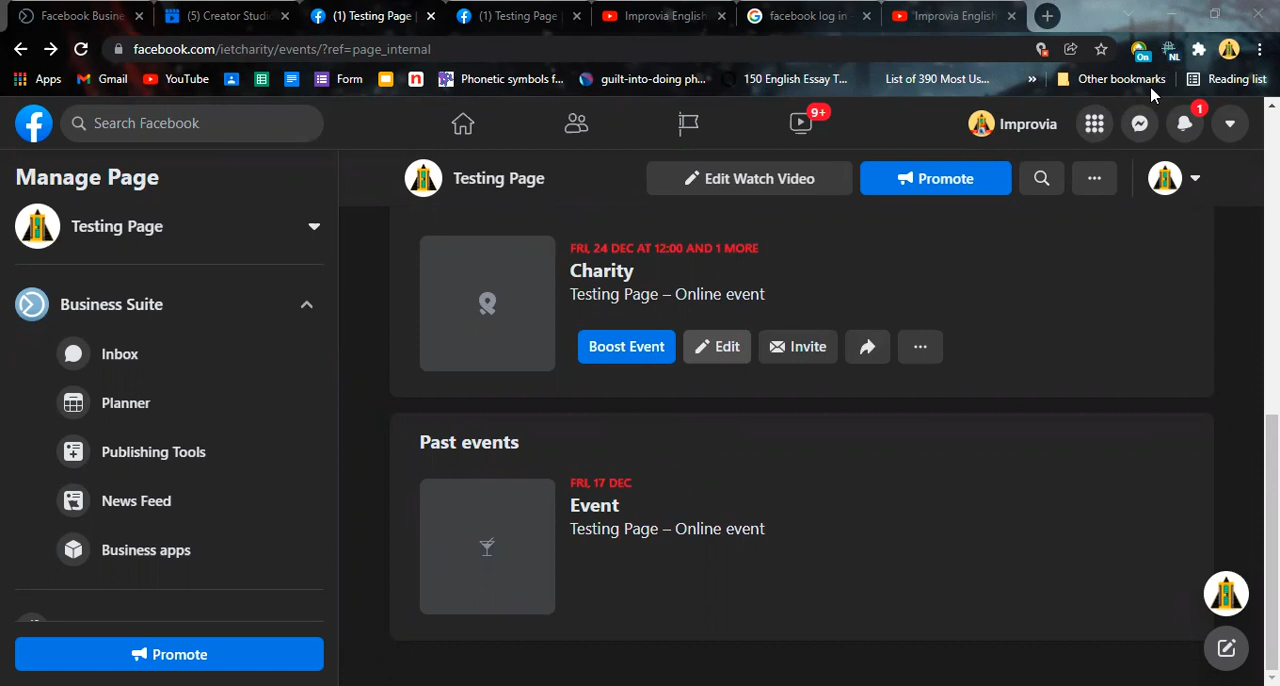 Facebook Busine
(5) Creator Studi
(1) Testing Page
(1) Testing Page
Improvia English
facebook log in
"Improvia English
facebook.com/ietcharity/events/?ref=page_internal
On
NL
Apps
Gmail
YouTube
Form
Phonetic symbols f...
guilt-into-doing ph...
150 English Essay T...
List of 390 Most Us...
»
Other bookmarks
Reading list
Search Facebook
9+
Improvia
1
Manage Page
Testing Page
Edit Watch Video
Promote
...
Testing Page
Business Suite
Inbox
Planner
Publishing Tools
News Feed
Business apps
Promote
FRI, 24 DEC AT 12:00 AND 1 MORE
Charity
Testing Page – Online event
Boost Event
Edit
Invite
...
Past events
FRI, 17 DEC
Event
Testing Page – Online event